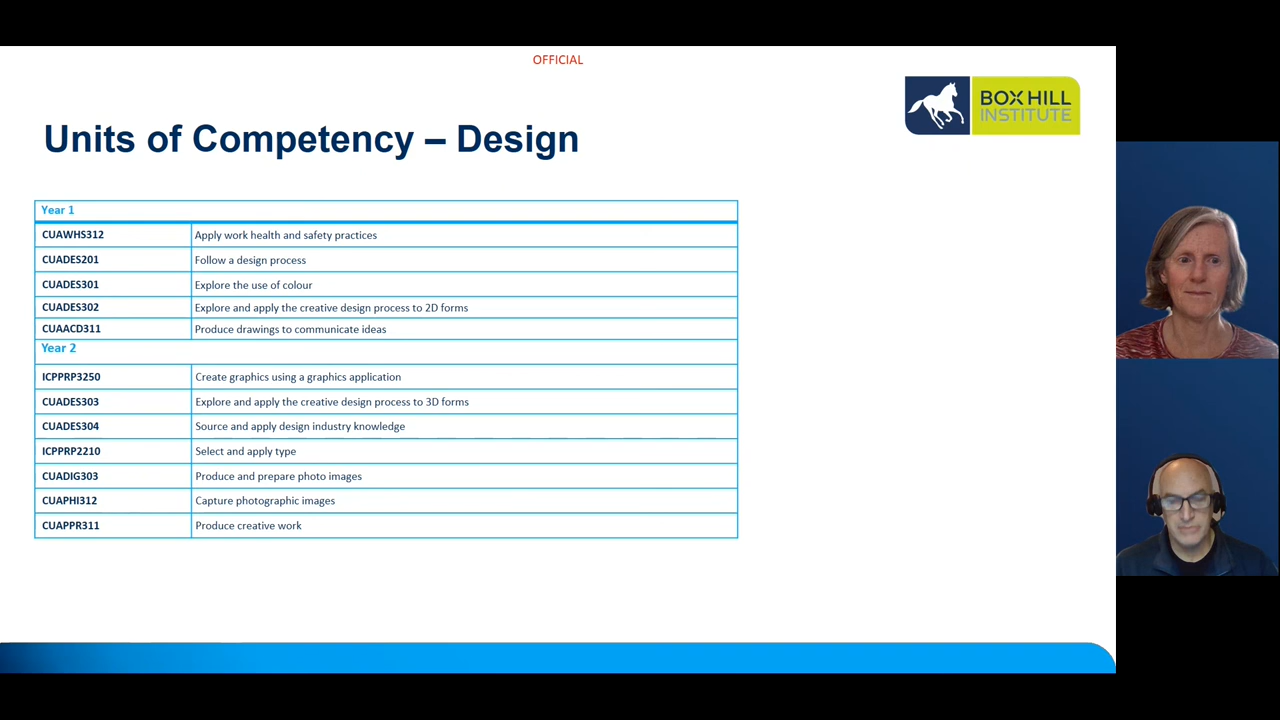 OFFICIAL
BOX HILL
INSTITUTE
Units of Competency – Design
Year 1
CUAWHS312 Apply work health and safety practices
CUADES201 Follow a design process
CUADES301 Explore the use of colour
CUADES302 Explore and apply the creative design process to 2D forms
CUAACD311 Produce drawings to communicate ideas
Year 2
ICPPRP3250 Create graphics using a graphics application
CUADES303 Explore and apply the creative design process to 3D forms
CUADES304 Source and apply design industry knowledge
ICPPRP2210 Select and apply type
CUADIG303 Produce and prepare photo images
CUAPHI312 Capture photographic images
CUAPPR311 Produce creative work